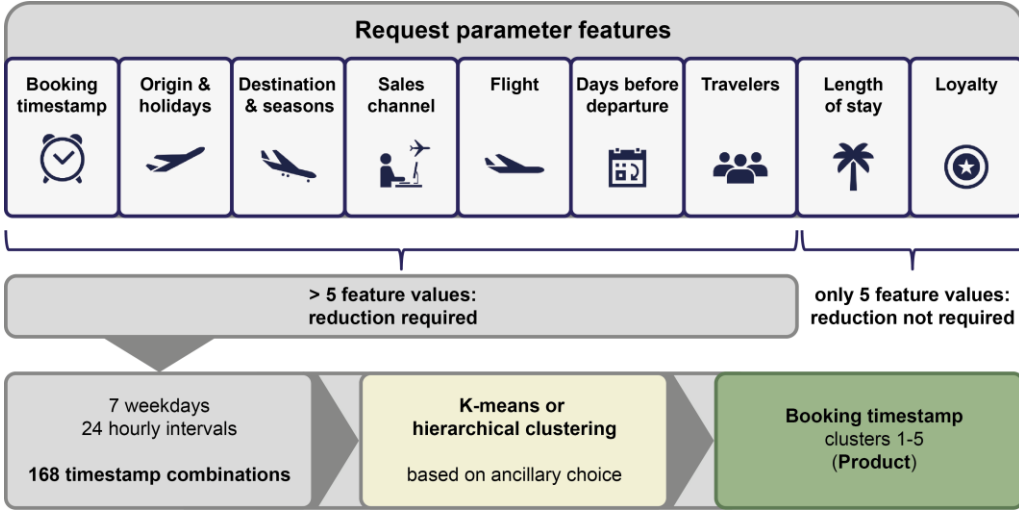 Request parameter features
Booking
timestamp
Origin &
holidays
Destination
& seasons
Sales
channel
Flight
Days before
departure
Travelers
Length
of stay
Loyalty
> 5 feature values:
reduction required
only 5 feature values:
reduction not required
7 weekdays
24 hourly intervals
168 timestamp combinations
K-means or
hierarchical clustering
based on ancillary choice
Booking timestamp
clusters 1-5
(Product)